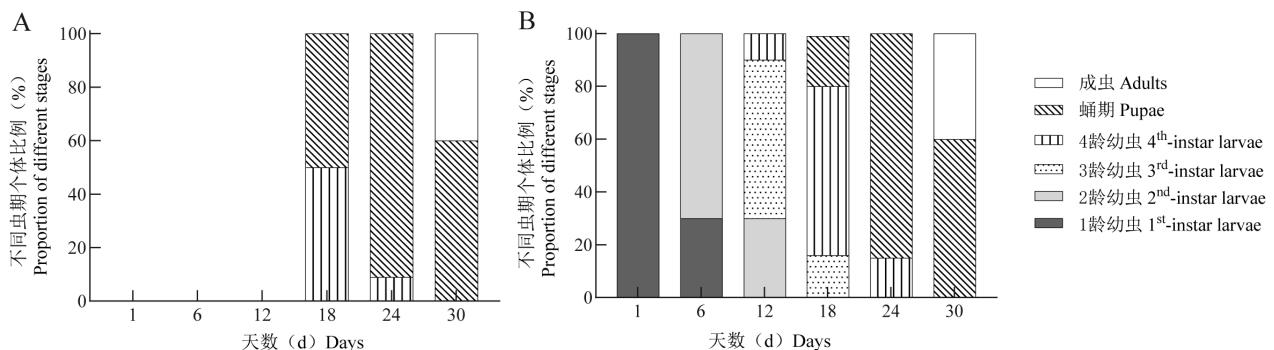 A
不同虫期个体比例（%）
Proportion of different stages
100
80
60
40
20
0
1 6 12 18 24 30
天数（d）Days
B
不同虫期个体比例（%）
Proportion of different stages
100
80
60
40
20
0
1 6 12 18 24 30
天数（d）Days
成虫 Adults
蛹期 Pupae
4龄幼虫 4th-instar larvae
3龄幼虫 3rd-instar larvae
2龄幼虫 2nd-instar larvae
1龄幼虫 1st-instar larvae